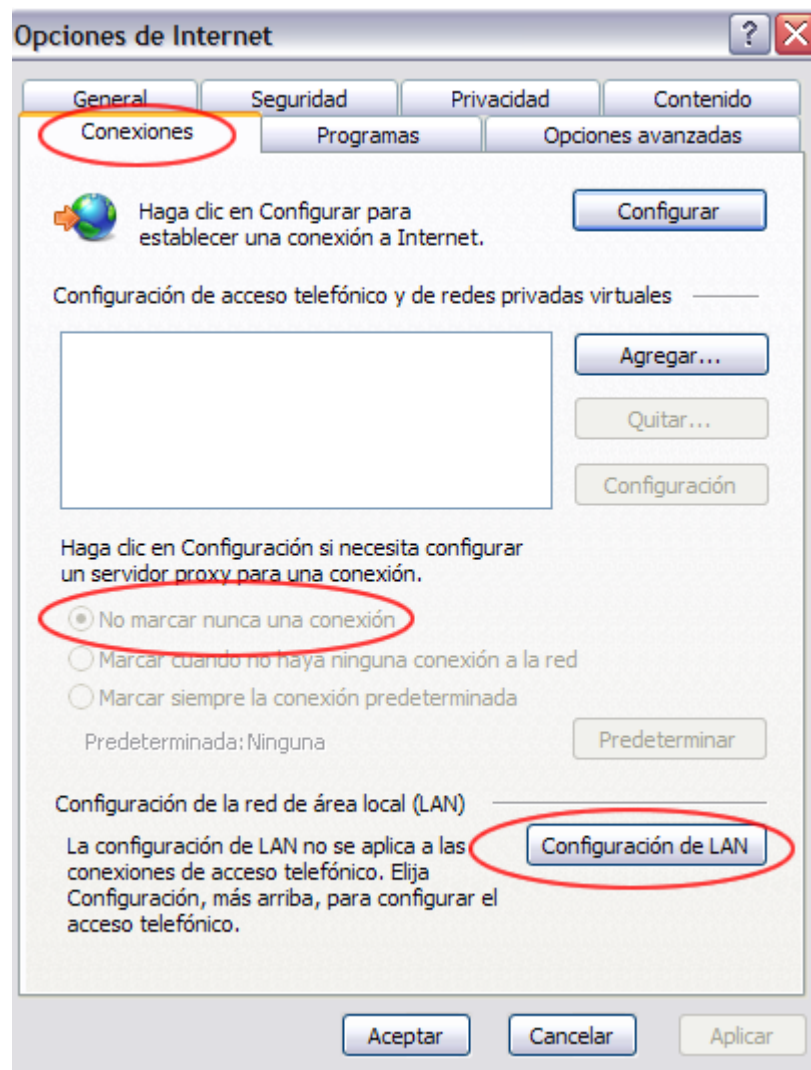 Opciones de Internet
?
General Seguridad Privacidad Contenido
Conexiones Programas Opciones avanzadas
Haga clic en Configurar para
establecer una conexión a Internet.
Configurar
Configuración de acceso telefónico y de redes privadas virtuales
Agregar...
Quitar...
Configuración
Haga clic en Configuración si necesita configurar
un servidor proxy para una conexión.
No marcar nunca una conexión
Marcar cuando no haya ninguna conexión a la red
Marcar siempre la conexión predeterminada
Predeterminada: Ninguna
Predeterminar
Configuración de la red de área local (LAN)
La configuración de LAN no se aplica a las
conexiones de acceso telefónico. Elija
Configuración, más arriba, para configurar el
acceso telefónico.
Configuración de LAN
Aceptar Cancelar Aplicar